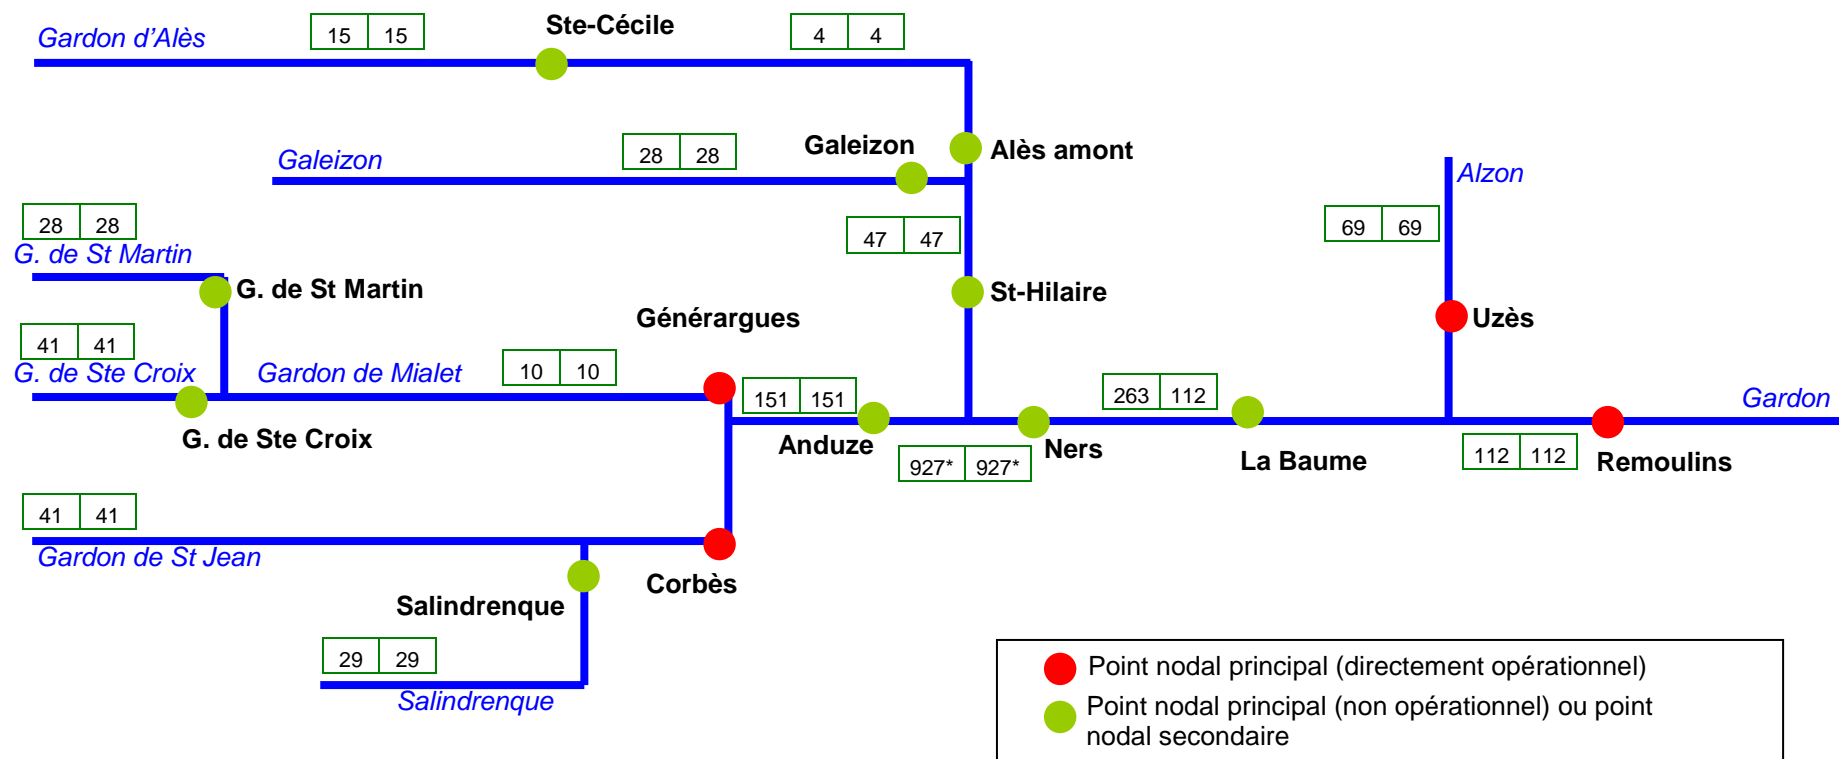 Gardon d'Alès
15 15
Ste-Cécile
4 4
Galeizon
28 28
Galeizon
Alès amont
Alzon
28 28
G. de St Martin
G. de St Martin
47 47
69 69
St-Hilaire
Générargues
Uzès
41 41
G. de Ste Croix
Gardon de Mialet
10 10
151 151
263 112
Gardon
G. de Ste Croix
Anduze
927* 927*
Ners
La Baume
112 112
Remoulins
41 41
Gardon de St Jean
Corbès
Salindrenque
29 29
Salindrenque
Point nodal principal (directement opérationnel)
Point nodal principal (non opérationnel) ou point
nodal secondaire